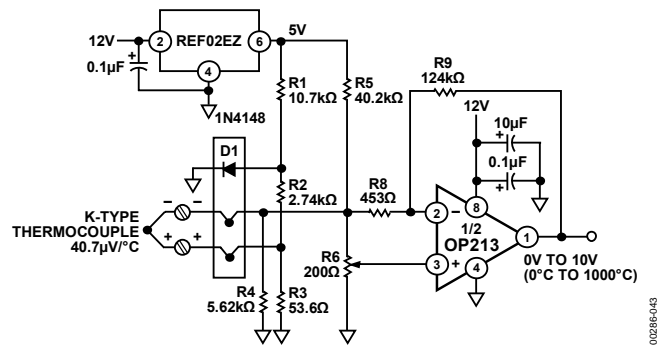 12V
2
REF02EZ
6
5V
+
0.1µF
4
1N4148
R1
10.7kΩ
R5
40.2kΩ
R9
124kΩ
12V
10µF
+
0.1µF
+
D1
R2
2.74kΩ
R8
453Ω
K-TYPE
THERMOCOUPLE
40.7µV/°C
– –
+ +
2
–
8
1/2
OP213
1
3
+
4
R6
200Ω
0V TO 10V
(0°C TO 1000°C)
R4
5.62kΩ
R3
53.6Ω
00286-043